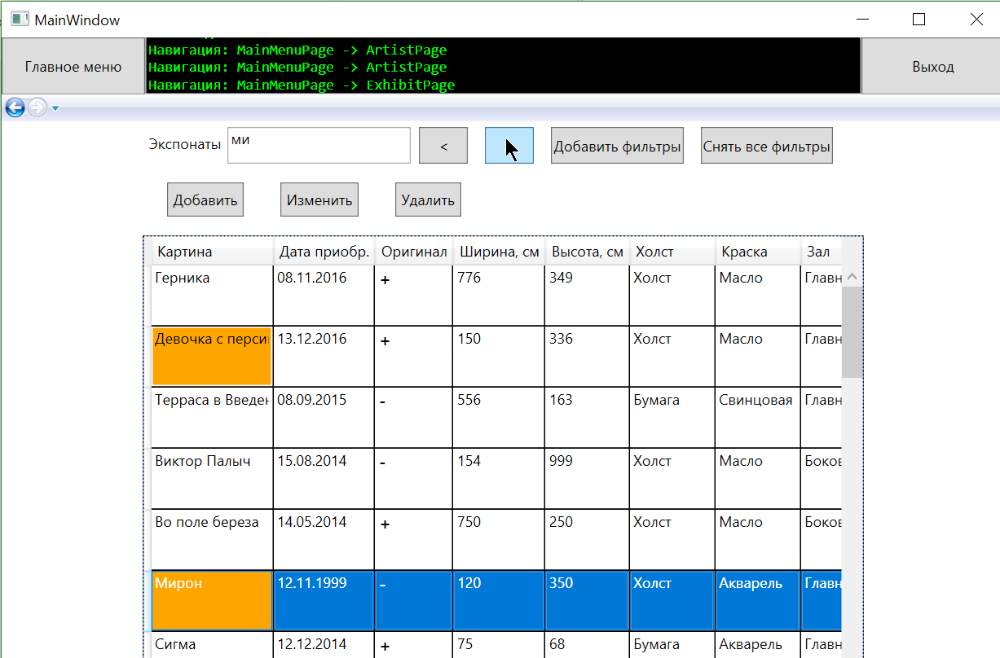 MainWindow
Главное меню
Навигация: MainMenuPage -> ArtistPage
Навигация: MainMenuPage -> ArtistPage
Навигация: MainMenuPage -> ExhibitPage
Выход
Экспонаты ми < Добавить фильтры Снять все фильтры
Добавить Изменить Удалить
Картина Дата приобр. Оригинал Ширина, см Высота, см Холст Краска Зал
Герника 08.11.2016 + 776 349 Холст Масло Главн
Девочка с перси 13.12.2016 + 150 336 Холст Масло Главн
Терраса в Введен 08.09.2015 - 556 163 Бумага Свинцовая Главн
Виктор Палыч 15.08.2014 - 154 999 Холст Масло Боков
Во поле береза 14.05.2014 + 750 250 Холст Масло Боков
Мирон 12.11.1999 - 120 350 Холст Акварель Главн
Сигма 12.12.2014 + 75 68 Бумага Акварель Главн